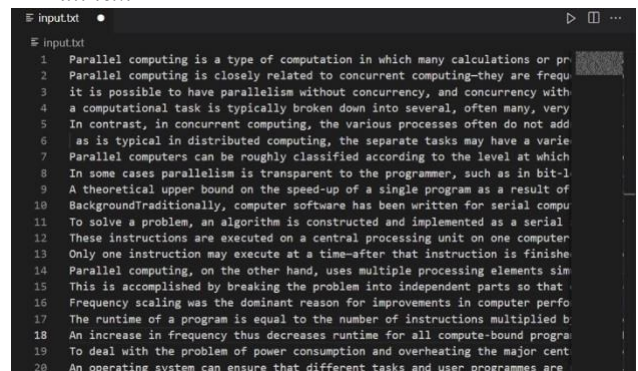 input.txt
input.txt
1 Parallel computing is a type of computation in which many calculations or pr
2 Parallel computing is closely related to concurrent computing—they are frequ
3 it is possible to have parallelism without concurrency, and concurrency with
4 a computational task is typically broken down into several, often many, very
5 In contrast, in concurrent computing, the various processes often do not add
6 as is typical in distributed computing, the separate tasks may have a varie
7 Parallel computers can be roughly classified according to the level at which
8 In some cases parallelism is transparent to the programmer, such as in bit-l
9 A theoretical upper bound on the speed-up of a single program as a result of
10 BackgroundTraditionally, computer software has been written for serial compu
11 To solve a problem, an algorithm is constructed and implemented as a serial
12 These instructions are executed on a central processing unit on one computer
13 Only one instruction may execute at a time—after that instruction is finishe
14 Parallel computing, on the other hand, uses multiple processing elements sim
15 This is accomplished by breaking the problem into independent parts so that
16 Frequency scaling was the dominant reason for improvements in computer perfo
17 The runtime of a program is equal to the number of instructions multiplied b
18 An increase in frequency thus decreases runtime for all compute-bound progra
19 To deal with the problem of power consumption and overheating the major cent
20 An operating system can ensure that different tasks and user programmes are